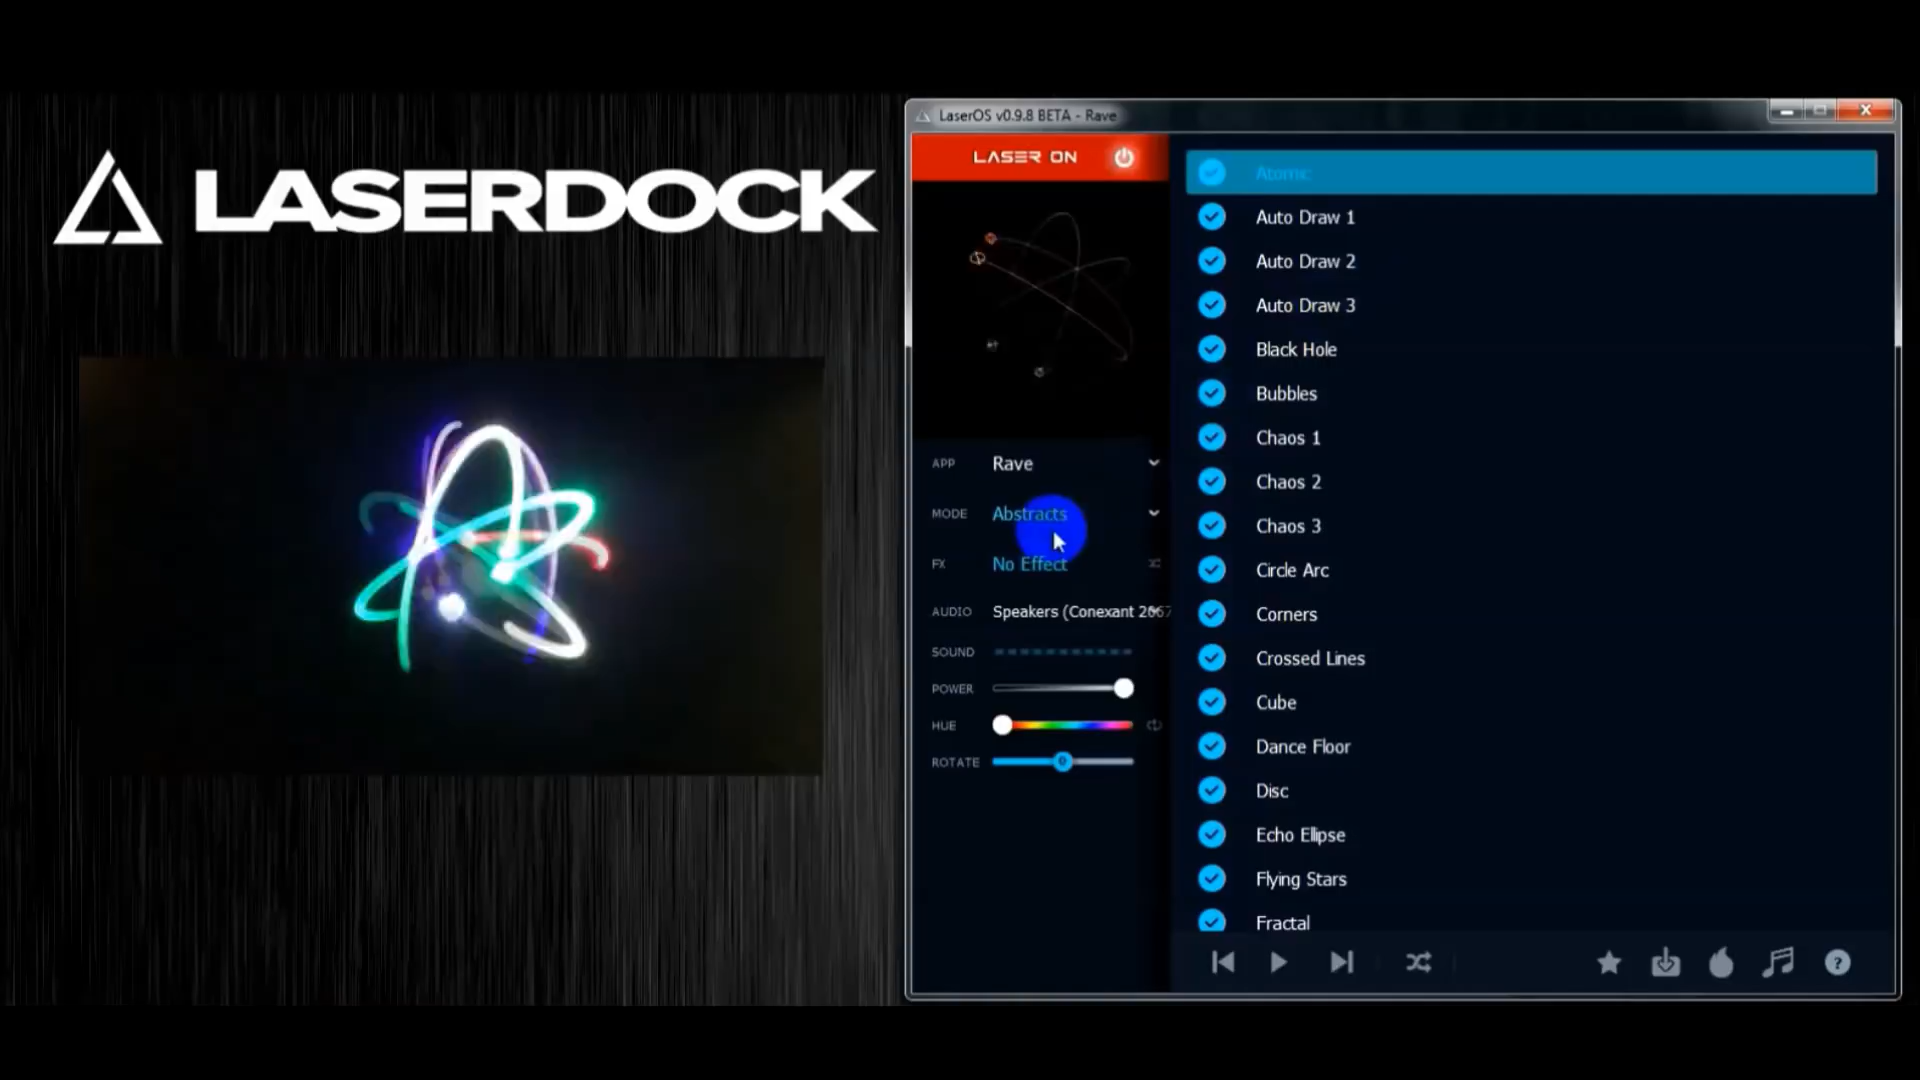 LASERDOCK
LaserOS v0.9.8 BETA - Rave
LASER ON
APP Rave
MODE Abstracts
FX No Effect
AUDIO Speakers (Conexant
SOUND
POWER
HUE
ROTATE
Atomic
Auto Draw 1
Auto Draw 2
Auto Draw 3
Black Hole
Bubbles
Chaos 1
Chaos 2
Chaos 3
Circle Arc
Corners
Crossed Lines
Cube
Dance Floor
Disc
Echo Ellipse
Flying Stars
Fractal